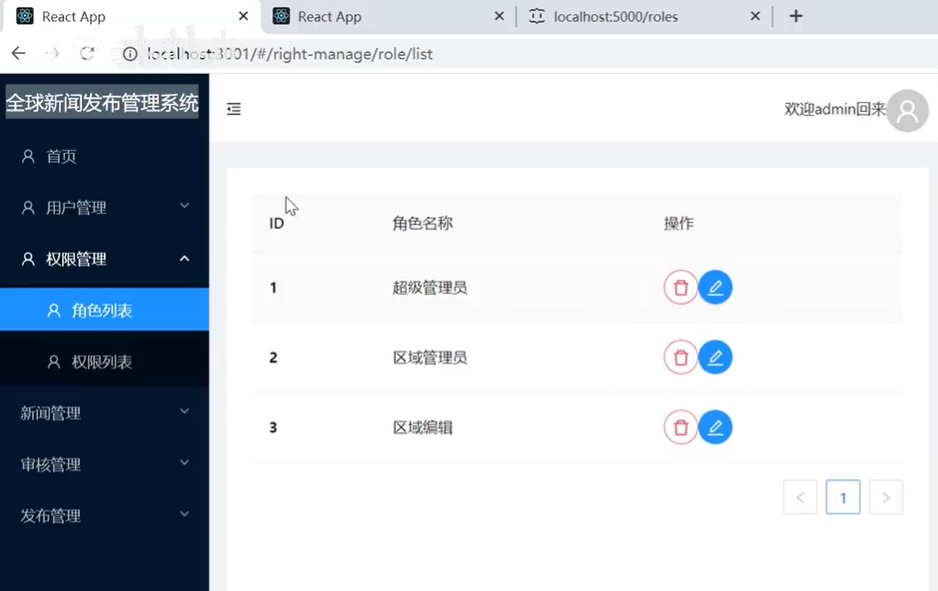 React App
React App
localhost:5000/roles
localhost:3001/#/right-manage/role/list
全球新闻发布管理系统
欢迎admin回来
首页
用户管理
权限管理
角色列表
权限列表
新闻管理
审核管理
发布管理
ID 角色名称 操作
1 超级管理员
2 区域管理员
3 区域编辑
1